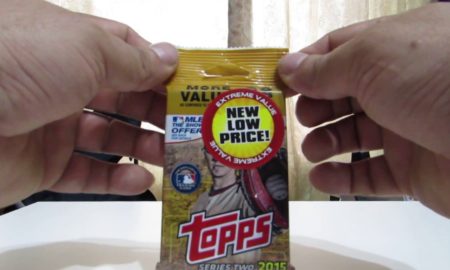 MORE
VALUE
MLB
THE SHOW
OFFER
EXTREME VALUE
NEW
LOW
PRICE!
EXTREME VALUE
topps
SERIES TWO 2015